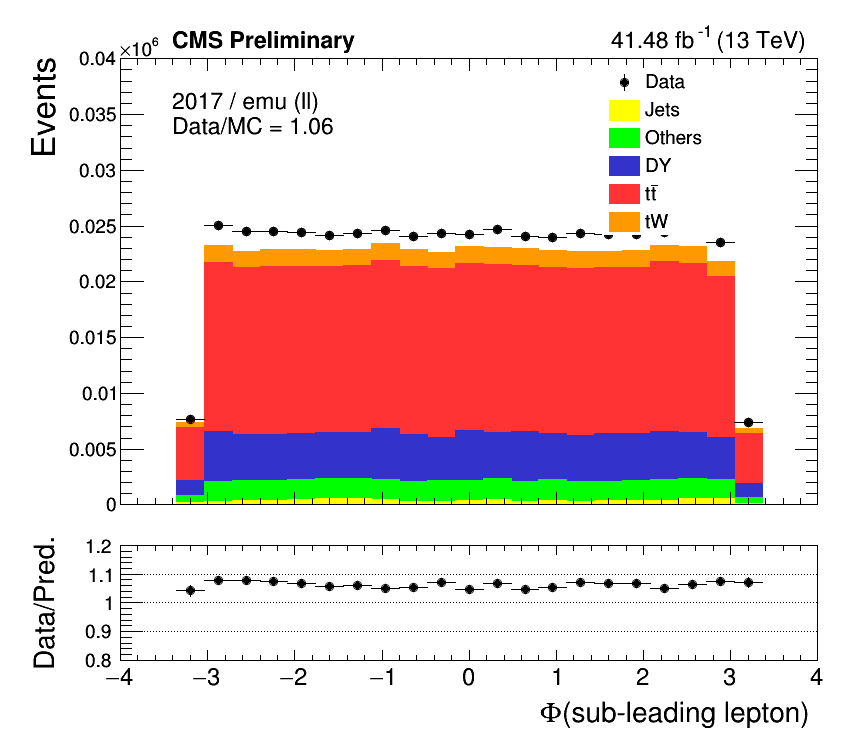 ×10⁶ CMS Preliminary 41.48 fb⁻¹ (13 TeV)
Events
0.04
0.035
0.03
0.025
0.02
0.015
0.01
0.005
0
2017 / emu (ll)
Data/MC = 1.06
Data
Jets
Others
DY
tt̄
tW
Data/Pred.
1.2
1.1
1
0.9
0.8
−4 −3 −2 −1 0 1 2 3 4
Φ(sub-leading lepton)